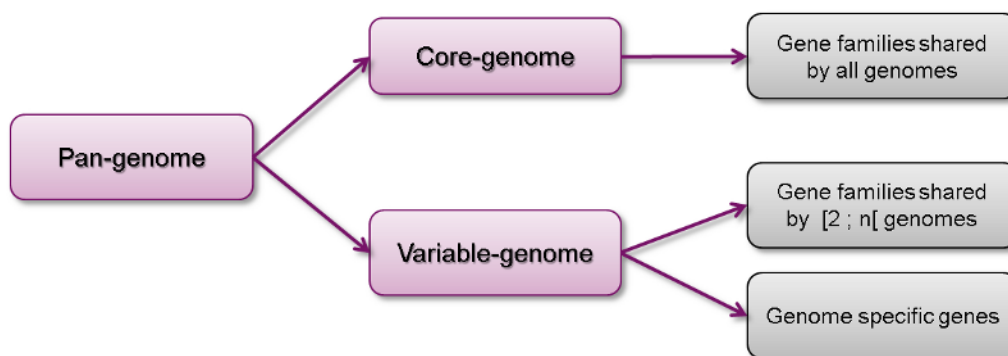 Pan-genome
Core-genome
Gene families shared
by all genomes
Variable-genome
Gene families shared
by [2 ; n[ genomes
Genome specific genes